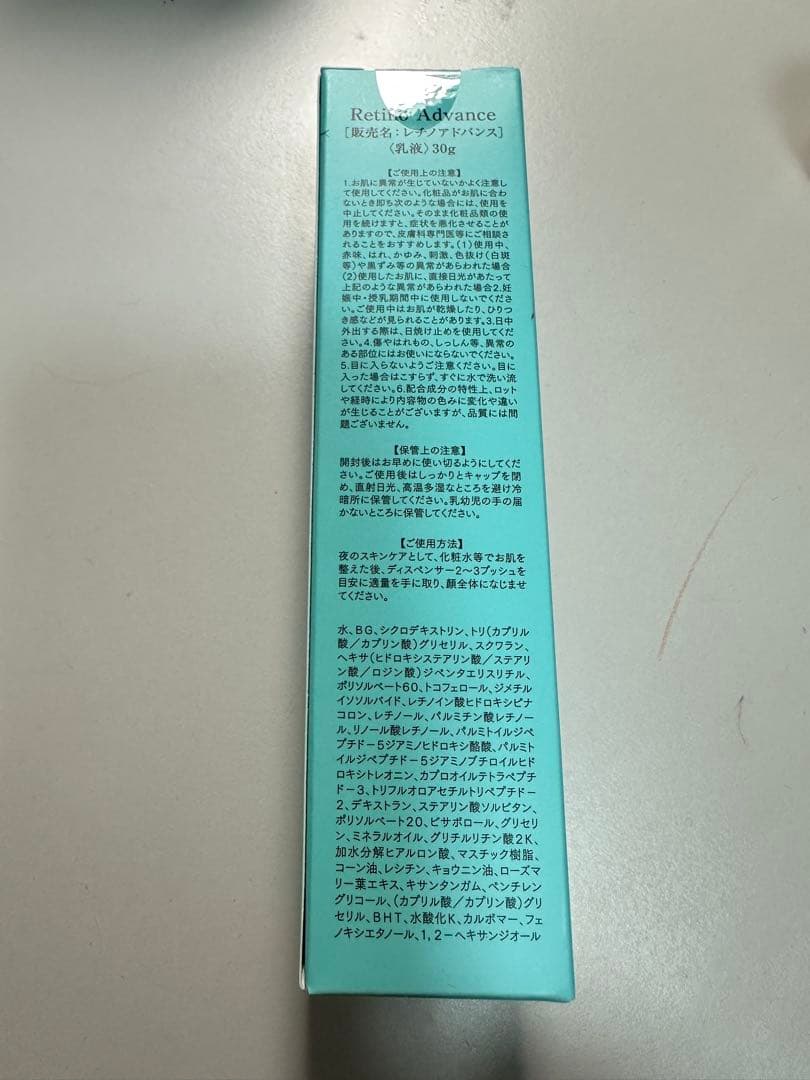 Retino Advance
［販売名：レチノアドバンス］
〈乳液〉30g
【ご使用上の注意】
1.お肌に異常が生じていないかよく注意し
て使用してください。化粧品がお肌に合わ
ないとき即ち次のような場合には、使用を
中止してください。そのまま化粧品類の使
用を続けますと、症状を悪化させることが
ありますので、皮膚科専門医等にご相談さ
れることをおすすめします。(1)使用中、
赤味、はれ、かゆみ、刺激、色抜け(白斑
等)や黒ずみ等の異常があらわれた場合
(2)使用したお肌に、直接日光があたって
上記のような異常があらわれた場合2.妊
娠中・授乳期間中に使用しないでくださ
い。ご使用中はお肌が乾燥したり、ひりつ
き感などが見られることがあります。3.日中
外出する際は、日焼け止めを使用してくだ
さい。4.傷やはれもの、しっしん等、異常の
ある部位にはお使いにならないでください。
5.目に入らないようご注意ください。目に
入った場合はこすらず、すぐに水で洗い流
してください。6.配合成分の特性上、ロット
や経時により内容物の色みに変化や違い
が生じることがございますが、品質には問
題ございません。
【保管上の注意】
開封後はお早めに使い切るようにしてくだ
さい。ご使用後はしっかりとキャップを閉
め、直射日光、高温多湿なところを避け冷
暗所に保管してください。乳幼児の手の届
かないところに保管してください。
【ご使用方法】
夜のスキンケアとして、化粧水等でお肌を
整えた後、ディスペンサー2〜3プッシュを
目安に適量を手に取り、顔全体になじませ
てください。
水、BG、シクロデキストリン、トリ(カプリル
酸／カプリン酸)グリセリル、スクワラン、
ヘキサ(ヒドロキシステアリン酸／ステアリ
ン酸／ロジン酸)ジペンタエリスリチル、
ポリソルベート60、トコフェロール、ジメチル
イソソルバイド、レチノイン酸ヒドロキシピナ
コロン、レチノール、パルミチン酸レチノー
ル、リノール酸レチノール、パルミトイルジペ
プチド－5ジアミノヒドロキシ酪酸、パルミト
イルジペプチド－5ジアミノブチロイルヒド
ロキシトレオニン、カプロオイルテトラペプチ
ド－3、トリフルオロアセチルトリペプチド－
2、デキストラン、ステアリン酸ソルビタン、
ポリソルベート20、ビサボロール、グリセリ
ン、ミネラルオイル、グリチルリチン酸2K、
加水分解ヒアルロン酸、マスチック樹脂、
コーン油、レシチン、キョウニン油、ローズマ
リー葉エキス、キサンタンガム、ペンチレン
グリコール、(カプリル酸／カプリン酸)グリ
セリル、BHT、水酸化K、カルボマー、フェ
ノキシエタノール、1,2－ヘキサンジオール